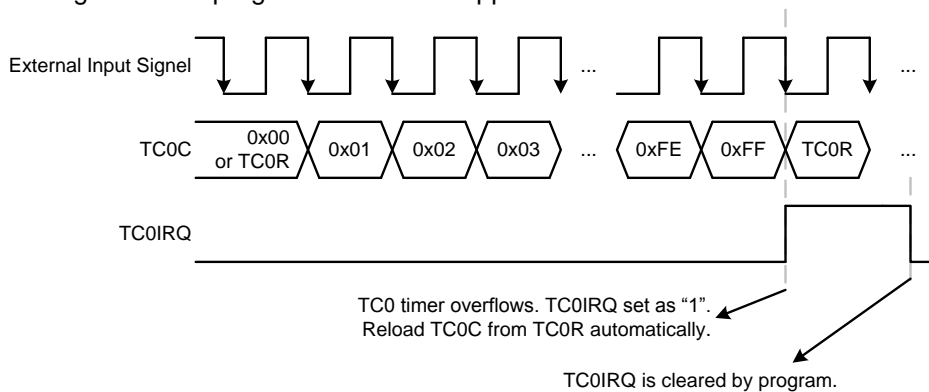 External Input Signel
...
...
TC0C
0x00
or TC0R
0x01
0x02
0x03
...
0xFE
0xFF
TC0R
...
TC0IRQ
TC0 timer overflows. TC0IRQ set as “1”.
Reload TC0C from TC0R automatically.
TC0IRQ is cleared by program.